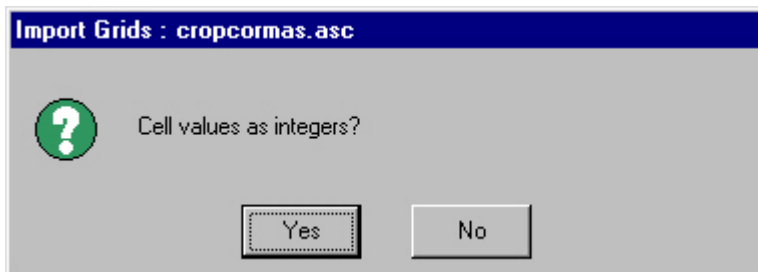 Import Grids : cropcormas.asc
Cell values as integers?
Yes No